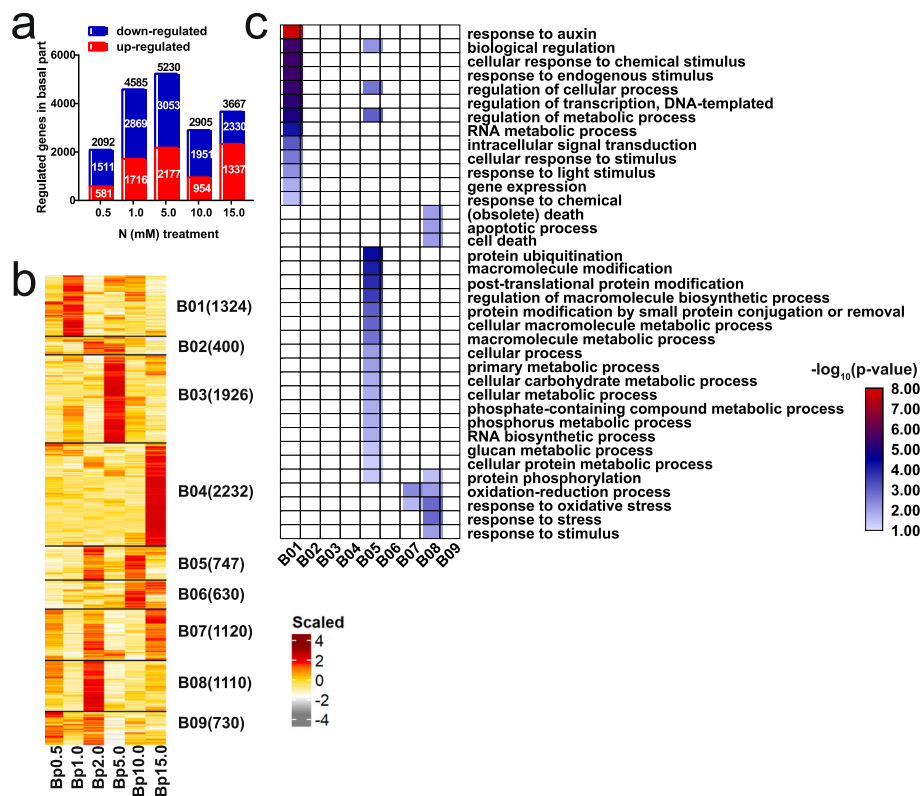 a
down-regulated
up-regulated
Regulated genes in basal part
6000
4000
2000
0
2092
1511
581
4585
2869
1716
5230
3053
2177
2905
1951
954
3667
2330
1337
0.5 1.0 5.0 10.0 15.0
N (mM) treatment
b
B01(1324)
B02(400)
B03(1926)
B04(2232)
B05(747)
B06(630)
B07(1120)
B08(1110)
B09(730)
Bp0.5 Bp1.0 Bp2.0 Bp5.0 Bp10.0 Bp15.0
Scaled
4
2
0
-2
-4
c
response to auxin
biological regulation
cellular response to chemical stimulus
response to endogenous stimulus
regulation of cellular process
regulation of transcription, DNA-templated
regulation of metabolic process
RNA metabolic process
intracellular signal transduction
cellular response to stimulus
response to light stimulus
gene expression
response to chemical
(obsolete) death
apoptotic process
cell death
protein ubiquitination
macromolecule modification
post-translational protein modification
regulation of macromolecule biosynthetic process
protein modification by small protein conjugation or removal
cellular macromolecule metabolic process
macromolecule metabolic process
cellular process
primary metabolic process
cellular carbohydrate metabolic process
cellular metabolic process
phosphate-containing compound metabolic process
phosphorus metabolic process
RNA biosynthetic process
glucan metabolic process
cellular protein metabolic process
protein phosphorylation
oxidation-reduction process
response to oxidative stress
response to stress
response to stimulus
B01 B02 B03 B04 B05 B06 B07 B08 B09
-log10(p-value)
8.00
7.00
6.00
5.00
4.00
3.00
2.00
1.00